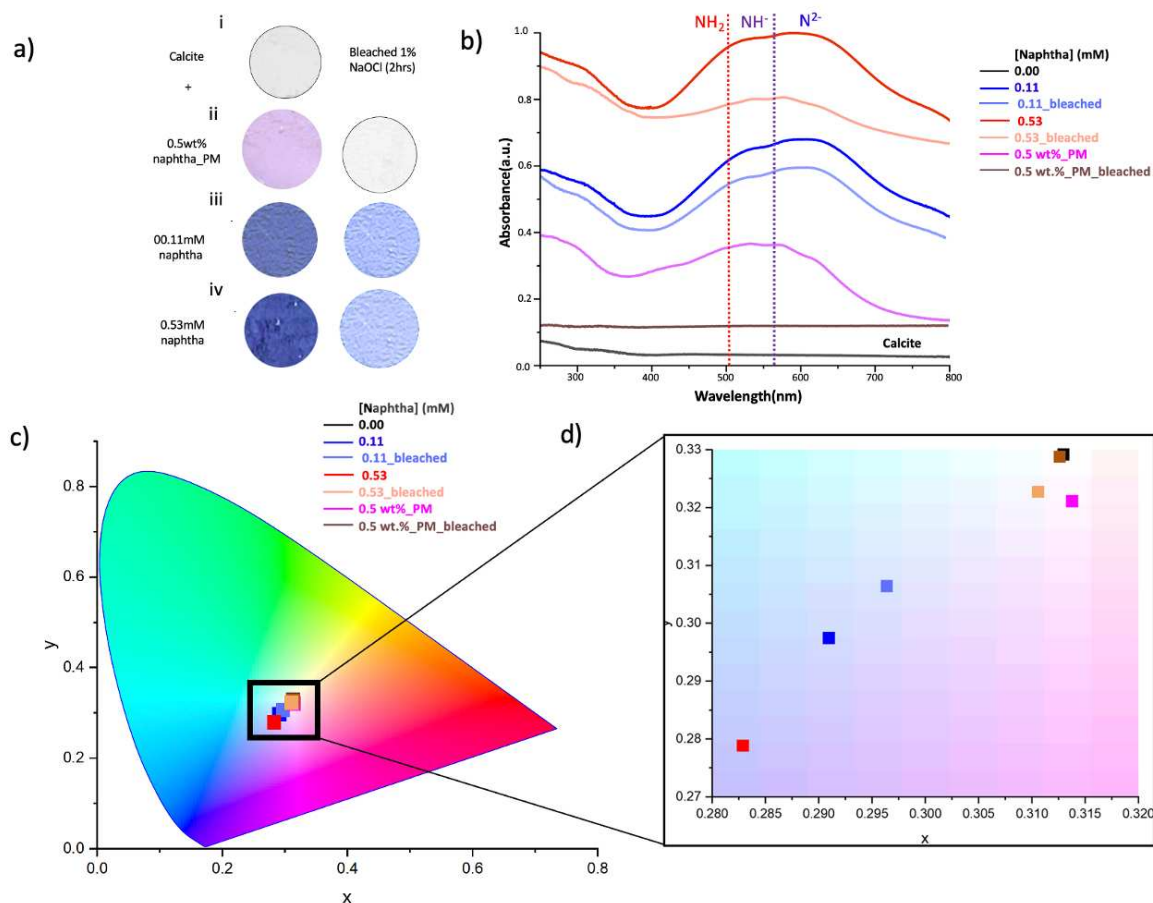 a)
i
Calcite
+
Bleached 1%
NaOCl (2hrs)
ii
0.5wt%
naphtha_PM
iii
00.11mM
naphtha
iv
0.53mM
naphtha
b)
NH2
NH-
N2-
1.0
0.8
0.6
0.4
0.2
0.0
Absorbance(a.u.)
300
400
500
600
700
800
Wavelength(nm)
Calcite
[Naphtha] (mM)
0.00
0.11
0.11_bleached
0.53
0.53_bleached
0.5 wt%_PM
0.5 wt.%_PM_bleached
c)
[Naphtha] (mM)
0.00
0.11
0.11_bleached
0.53
0.53_bleached
0.5 wt%_PM
0.5 wt.%_PM_bleached
0.8
0.6
0.4
0.2
0.0
y
0.0
0.2
0.4
0.6
0.8
x
d)
0.33
0.32
0.30
0.29
0.28
0.27
y
0.280
0.285
0.290
0.295
0.300
0.305
0.310
0.315
0.320
x